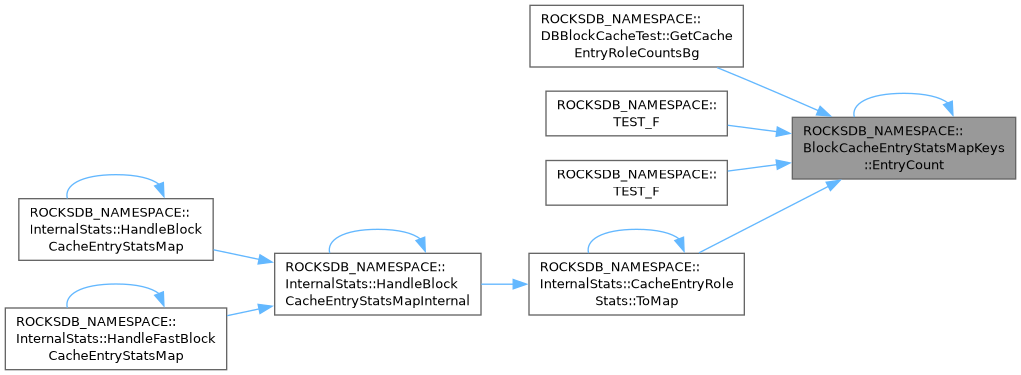 ROCKSDB_NAMESPACE::
DBBlockCacheTest::GetCache
EntryRoleCountsBg
ROCKSDB_NAMESPACE::
TEST_F
ROCKSDB_NAMESPACE::
BlockCacheEntryStatsMapKeys
::EntryCount
ROCKSDB_NAMESPACE::
TEST_F
ROCKSDB_NAMESPACE::
InternalStats::HandleBlock
CacheEntryStatsMap
ROCKSDB_NAMESPACE::
InternalStats::HandleBlock
CacheEntryStatsMapInternal
ROCKSDB_NAMESPACE::
InternalStats::CacheEntryRole
Stats::ToMap
ROCKSDB_NAMESPACE::
InternalStats::HandleFastBlock
CacheEntryStatsMap